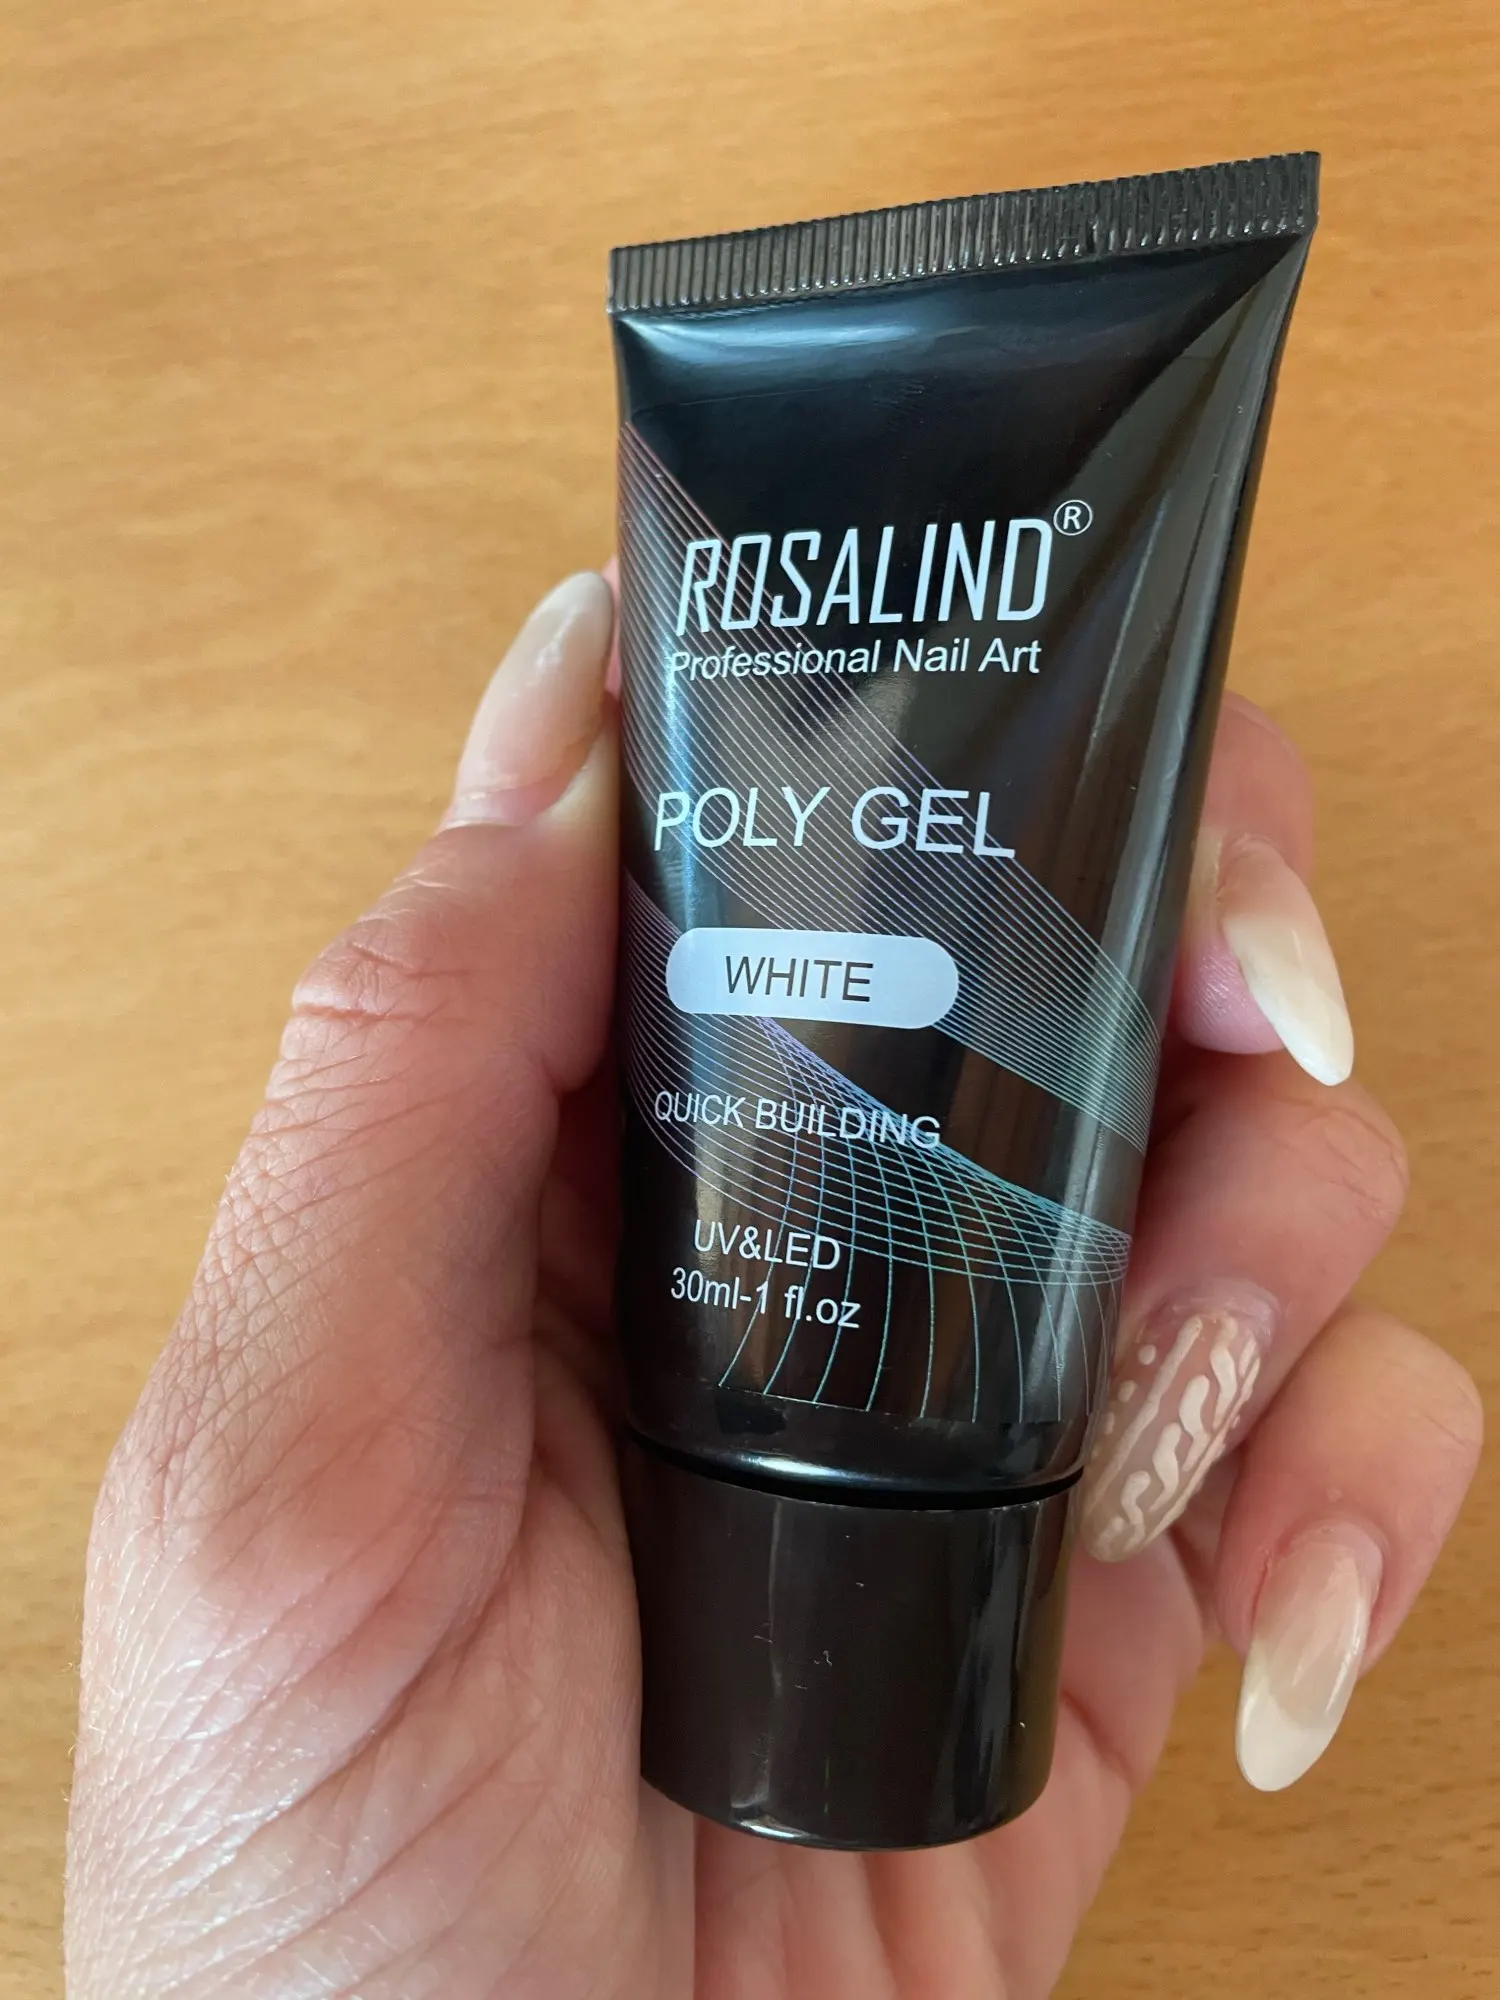 ROSALIND®
Professional Nail Art
POLY GEL
WHITE
QUICK BUILDING
UV&LED
30ml-1 fl.oz